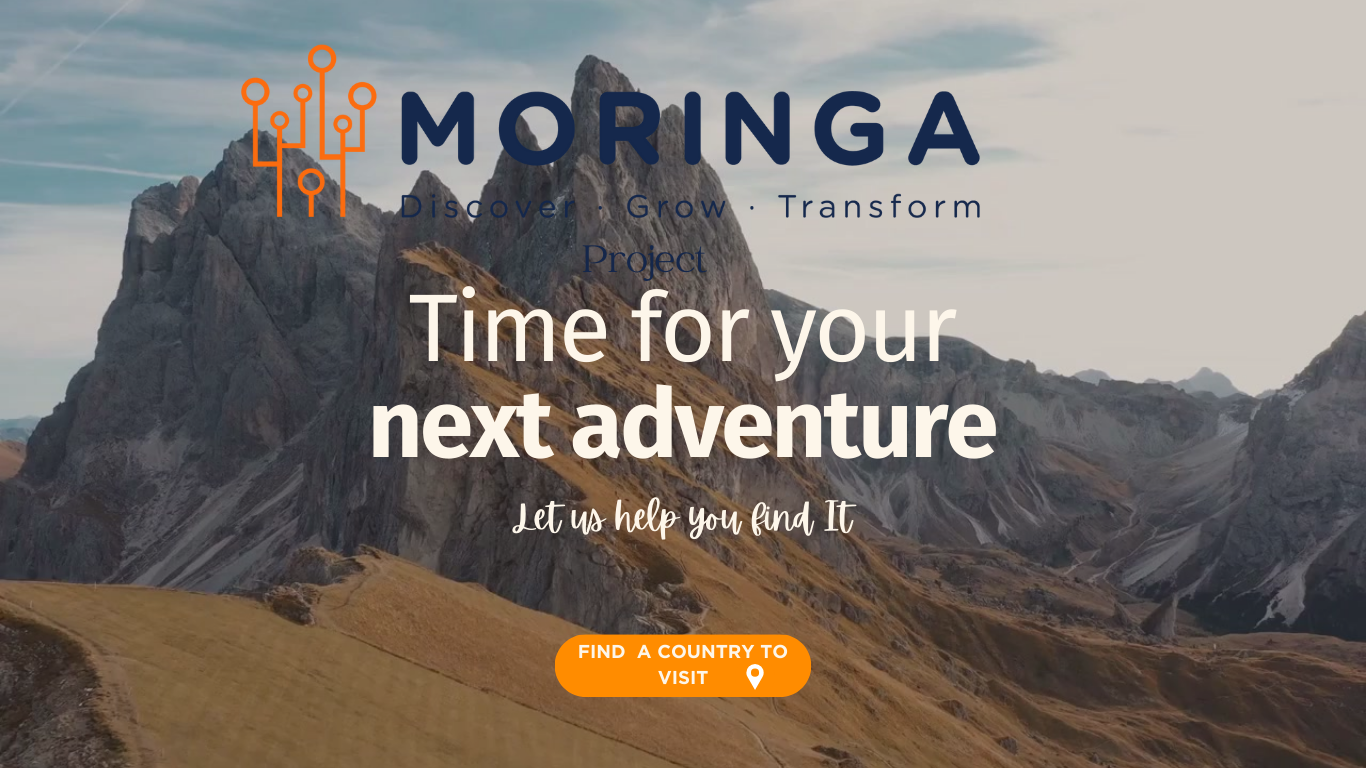 MORINGA
Discover · Grow · Transform
Project
Time for your
next adventure
Let us help you find It
FIND A COUNTRY TO
VISIT